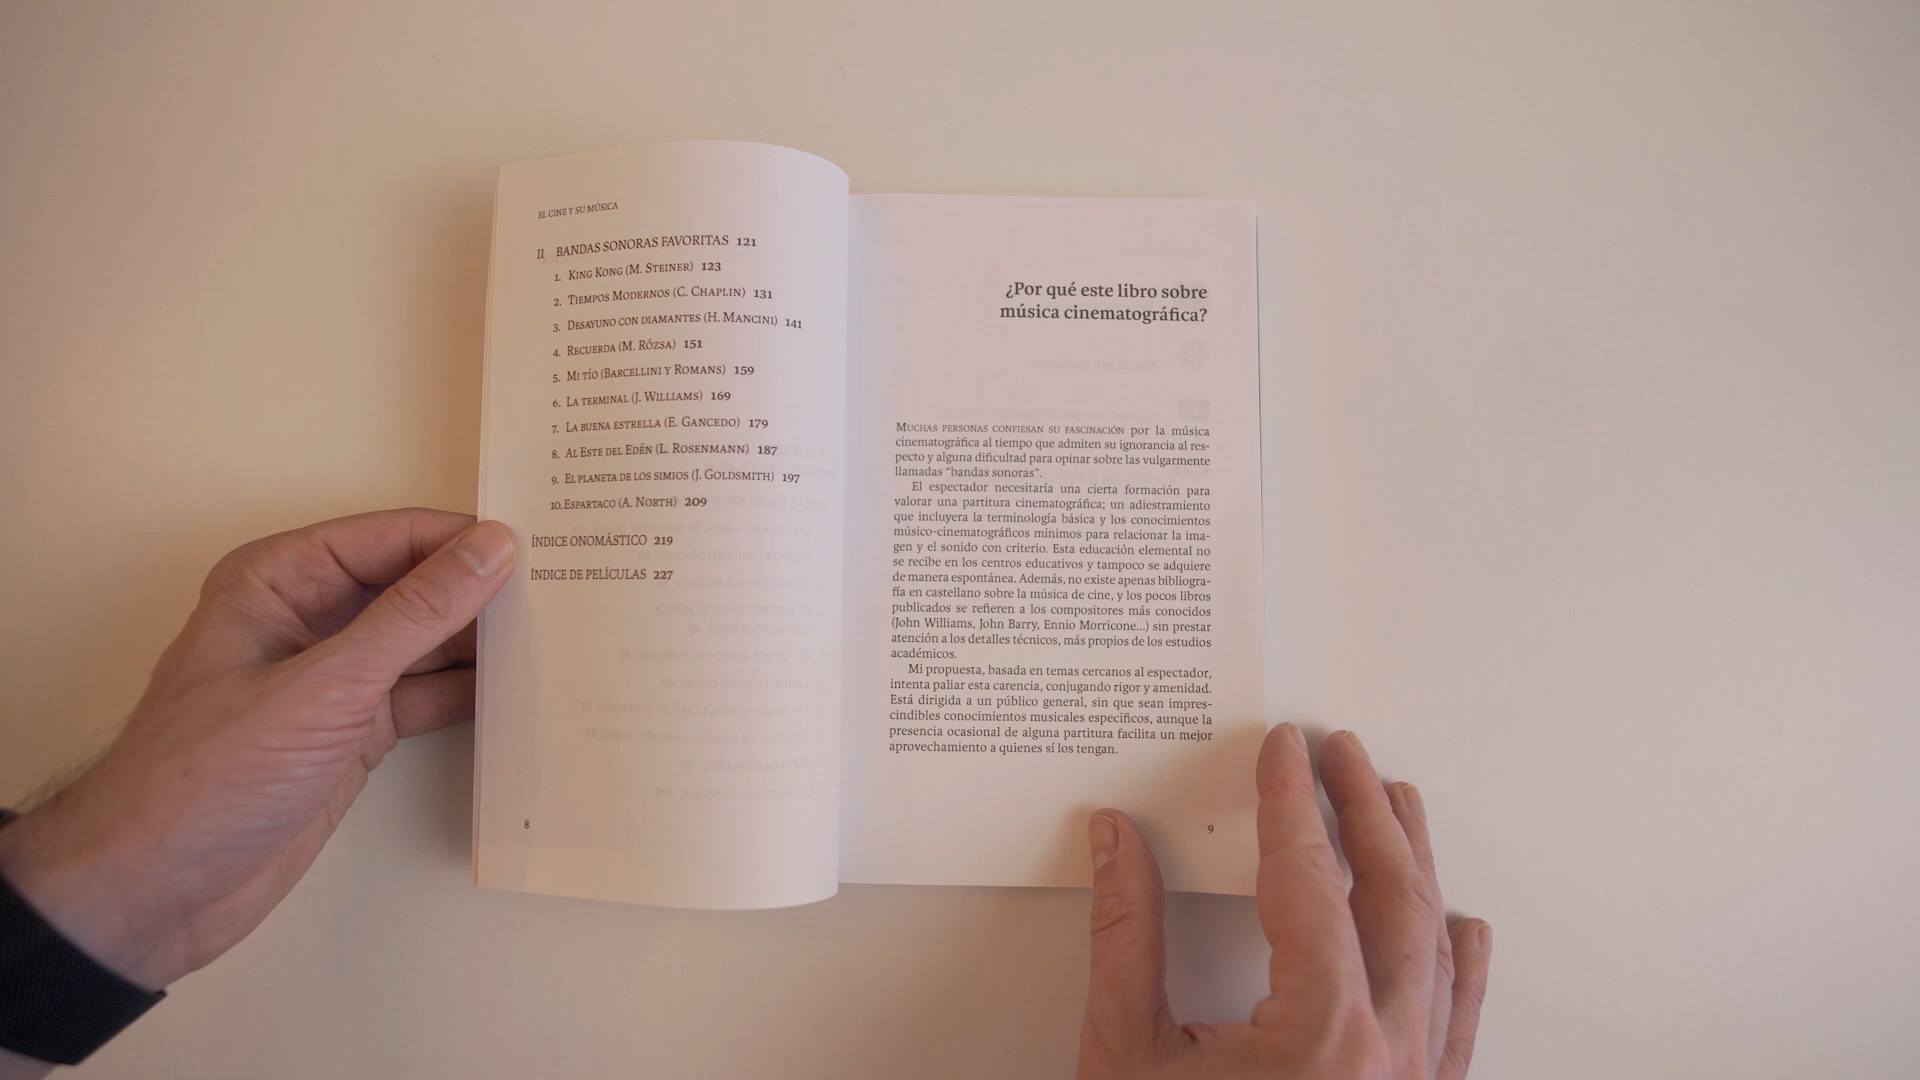 EL CINE Y SU MÚSICA
II BANDAS SONORAS FAVORITAS 121
1. KING KONG (M. STEINER) 123
2. TIEMPOS MODERNOS (C. CHAPLIN) 131
3. DESAYUNO CON DIAMANTES (H. MANCINI) 141
4. RECUERDA (M. RÓZSA) 151
5. MI TÍO (BARCELLINI Y ROMANS) 159
6. LA TERMINAL (J. WILLIAMS) 169
7. LA BUENA ESTRELLA (E. GANCEDO) 179
8. AL ESTE DEL EDÉN (L. ROSENMANN) 187
9. EL PLANETA DE LOS SIMIOS (J. GOLDSMITH) 197
10. ESPARTACO (A. NORTH) 209
ÍNDICE ONOMÁSTICO 219
ÍNDICE DE PELÍCULAS 227
8
¿Por qué este libro sobre
música cinematográfica?
MUCHAS PERSONAS CONFIESAN SU FASCINACIÓN por la música
cinematográfica al tiempo que admiten su ignorancia al res-
pecto y alguna dificultad para opinar sobre las vulgarmente
llamadas "bandas sonoras".
El espectador necesitaría una cierta formación para
valorar una partitura cinematográfica; un adiestramiento
que incluyera la terminología básica y los conocimientos
músico-cinematográficos mínimos para relacionar la ima-
gen y el sonido con criterio. Esta educación elemental no
se recibe en los centros educativos y tampoco se adquiere
de manera espontánea. Además, no existe apenas bibliogra-
fía en castellano sobre la música de cine, y los pocos libros
publicados se refieren a los compositores más conocidos
(John Williams, John Barry, Ennio Morricone...) sin prestar
atención a los detalles técnicos, más propios de los estudios
académicos.
Mi propuesta, basada en temas cercanos al espectador,
intenta paliar esta carencia, conjugando rigor y amenidad.
Está dirigida a un público general, sin que sean impres-
cindibles conocimientos musicales específicos, aunque la
presencia ocasional de alguna partitura facilita un mejor
aprovechamiento a quienes sí los tengan.
9